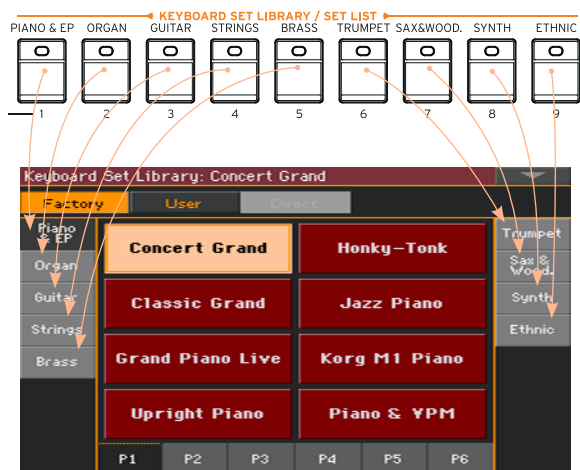 KEYBOARD SET LIBRARY / SET LIST
PIANO & EP ORGAN GUITAR STRINGS BRASS TRUMPET SAX&WOOD. SYNTH ETHNIC
1 2 3 4 5 6 7 8 9
Keyboard Set Library: Concert Grand
Factory User Direct
Piano & EP
Organ
Guitar
Strings
Brass
Concert Grand Honky-Tonk
Classic Grand Jazz Piano
Grand Piano Live Korg M1 Piano
Upright Piano Piano & ¥PM
Trumpet
Sax & Wood.
Synth
Ethnic
P1 P2 P3 P4 P5 P6